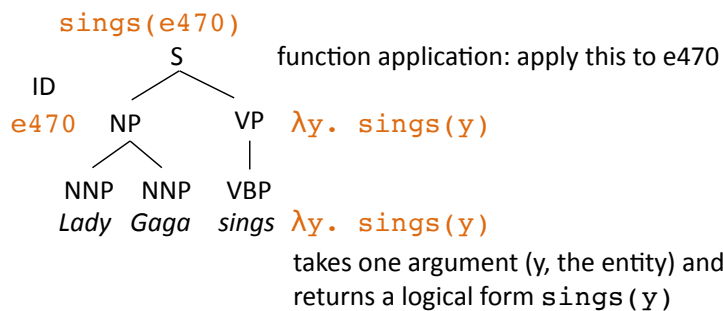 sings(e470)
S function application: apply this to e470
ID
e470 NP VP λy. sings(y)
NNP NNP VBP
Lady Gaga sings λy. sings(y)
takes one argument (y, the entity) and
returns a logical form sings(y)